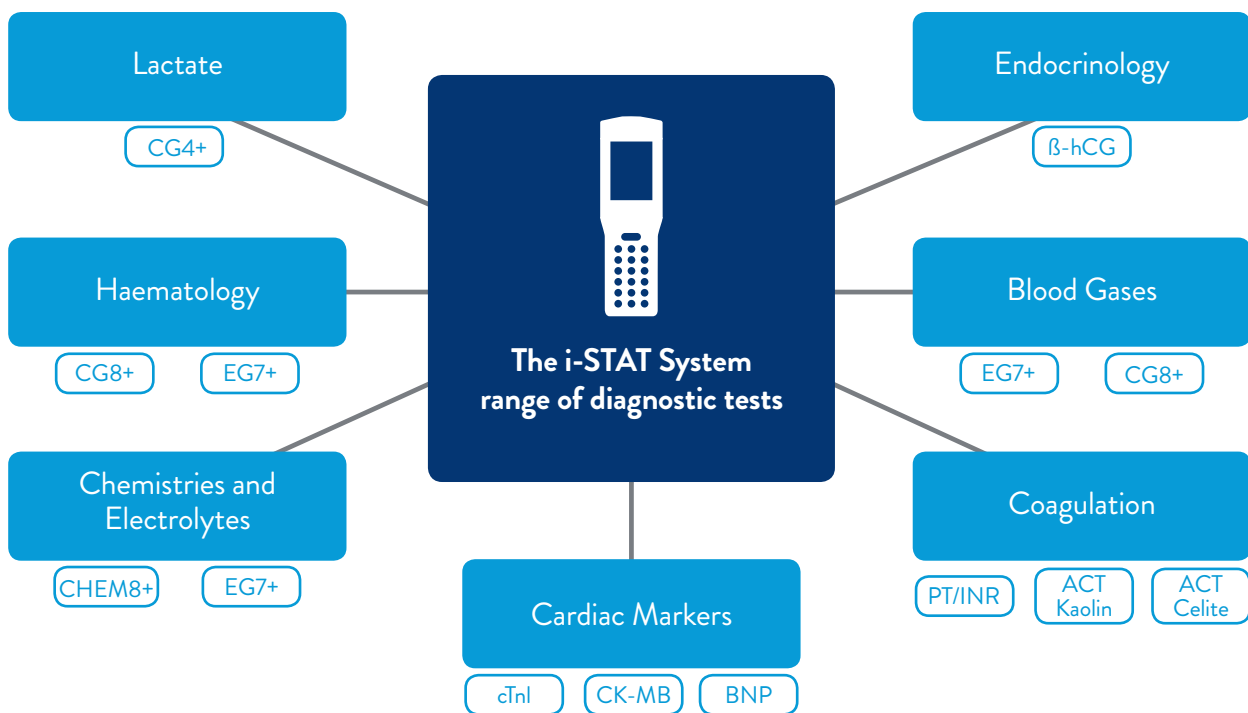 Lactate
CG4+
Endocrinology
ß-hCG
Haematology
CG8+ EG7+
The i-STAT System
range of diagnostic tests
Blood Gases
EG7+ CG8+
Chemistries and
Electrolytes
CHEM8+ EG7+
Cardiac Markers
cTnl CK-MB BNP
Coagulation
PT/INR
ACT
Kaolin
ACT
Celite